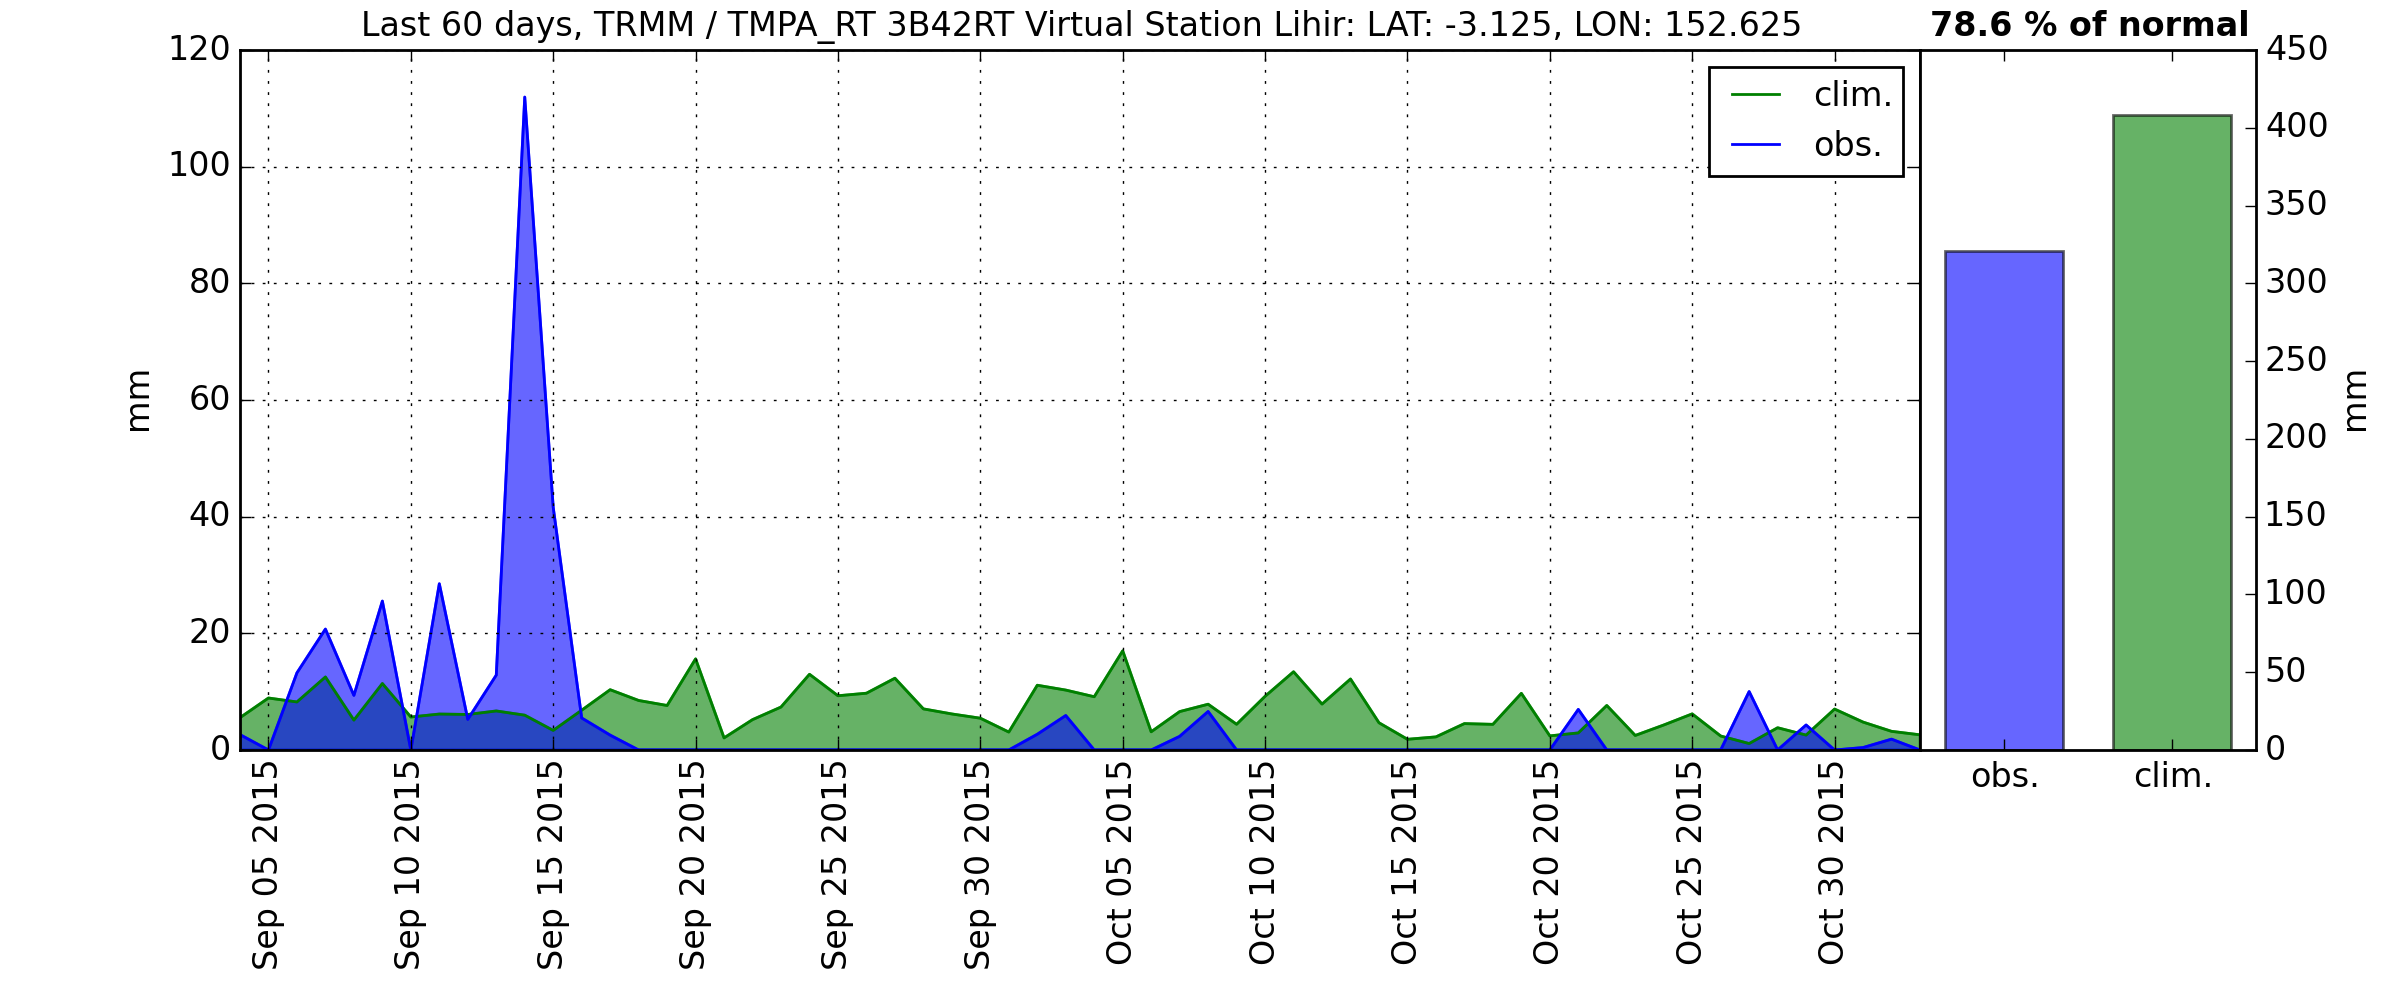 Last 60 days, TRMM / TMPA_RT 3B42RT Virtual Station Lihir: LAT: -3.125, LON: 152.625
78.6 % of normal
120
100
80
60
40
20
0
mm
clim.
obs.
Sep 05 2015
Sep 10 2015
Sep 15 2015
Sep 20 2015
Sep 25 2015
Sep 30 2015
Oct 05 2015
Oct 10 2015
Oct 15 2015
Oct 20 2015
Oct 25 2015
Oct 30 2015
450
400
350
300
250
200
150
100
50
0
mm
obs.
clim.